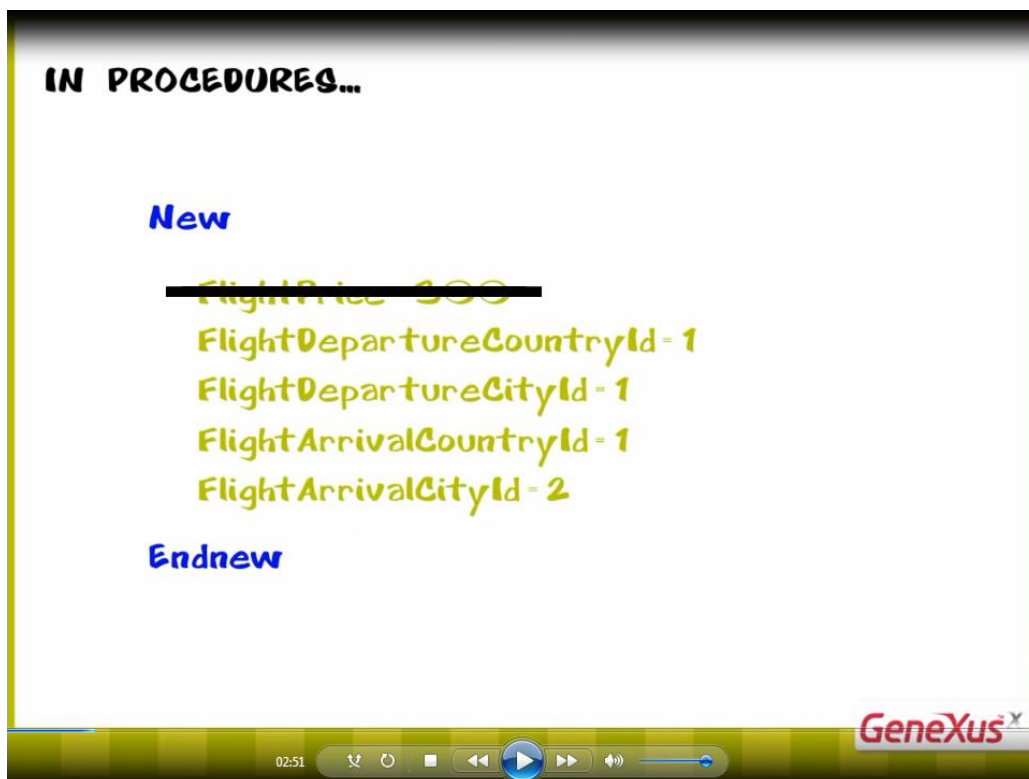 IN PROCEDURES...
New
FlightDepartureCountryId = 1
FlightDepartureCityId = 1
FlightArrivalCountryId = 1
FlightArrivalCityId = 2
Endnew
GeneXus X
02:51